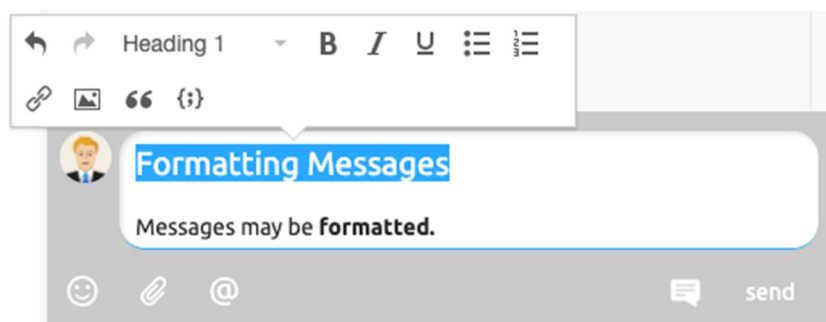 Heading 1 B I U
{;}
Formatting Messages
Messages may be formatted.
@ send